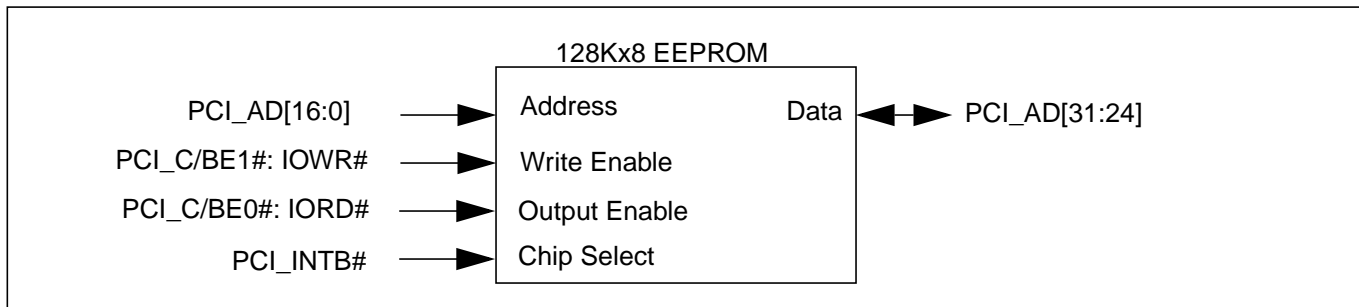 128Kx8 EEPROM
PCI_AD[16:0] Address Data PCI_AD[31:24]
PCI_C/BE1#: IOWR# Write Enable
PCI_C/BE0#: IORD# Output Enable
PCI_INTB# Chip Select